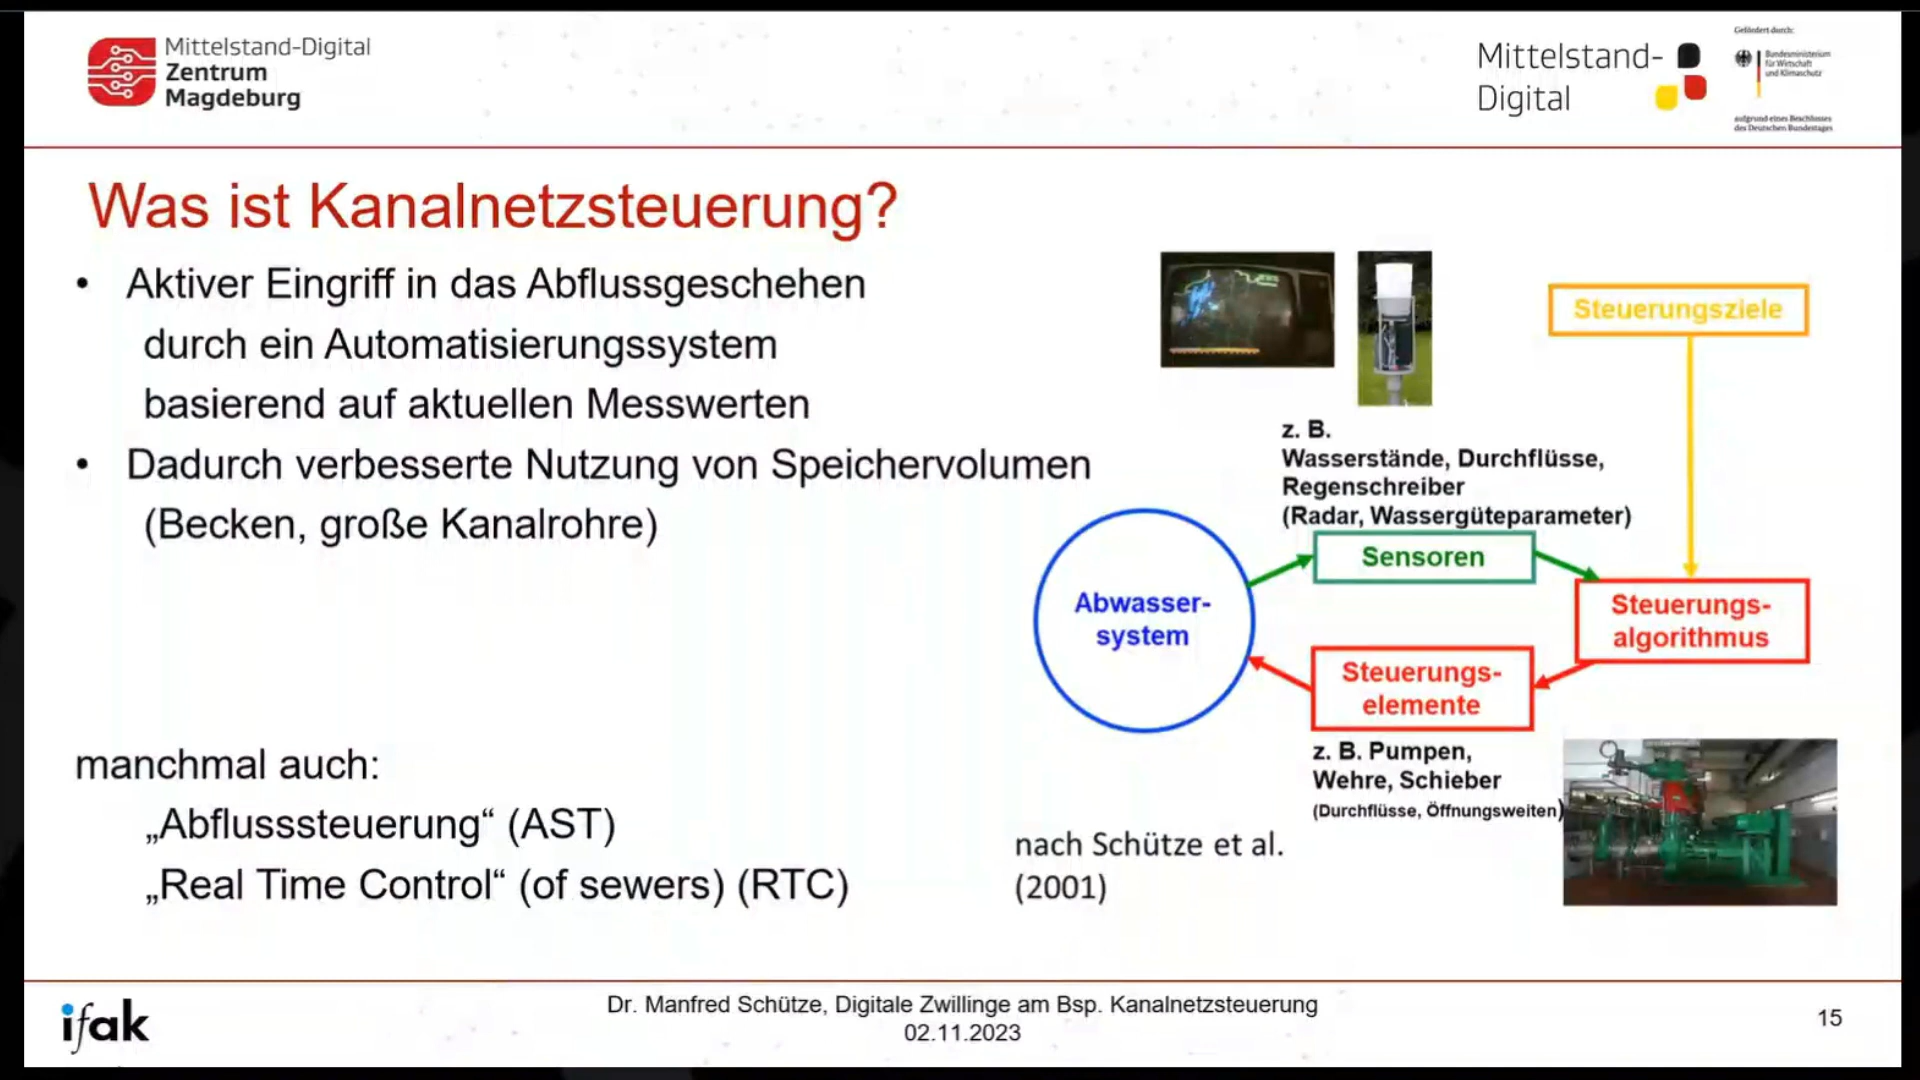 Mittelstand-Digital
Zentrum
Magdeburg
Mittelstand-
Digital
Gefördert durch:
Bundesministerium
für Wirtschaft
und Klimaschutz
aufgrund eines Beschlusses
des Deutschen Bundestages
Was ist Kanalnetzsteuerung?
• Aktiver Eingriff in das Abflussgeschehen
durch ein Automatisierungssystem
basierend auf aktuellen Messwerten
• Dadurch verbesserte Nutzung von Speichervolumen
(Becken, große Kanalrohre)
manchmal auch:
„Abflusssteuerung“ (AST)
„Real Time Control“ (of sewers) (RTC)
Steuerungsziele
z. B.
Wasserstände, Durchflüsse,
Regenschreiber
(Radar, Wassergüteparameter)
Sensoren
Abwasser-
system
Steuerungs-
algorithmus
Steuerungs-
elemente
z. B. Pumpen,
Wehre, Schieber
(Durchflüsse, Öffnungsweiten)
nach Schütze et al.
(2001)
ifak
Dr. Manfred Schütze, Digitale Zwillinge am Bsp. Kanalnetzsteuerung
02.11.2023
15